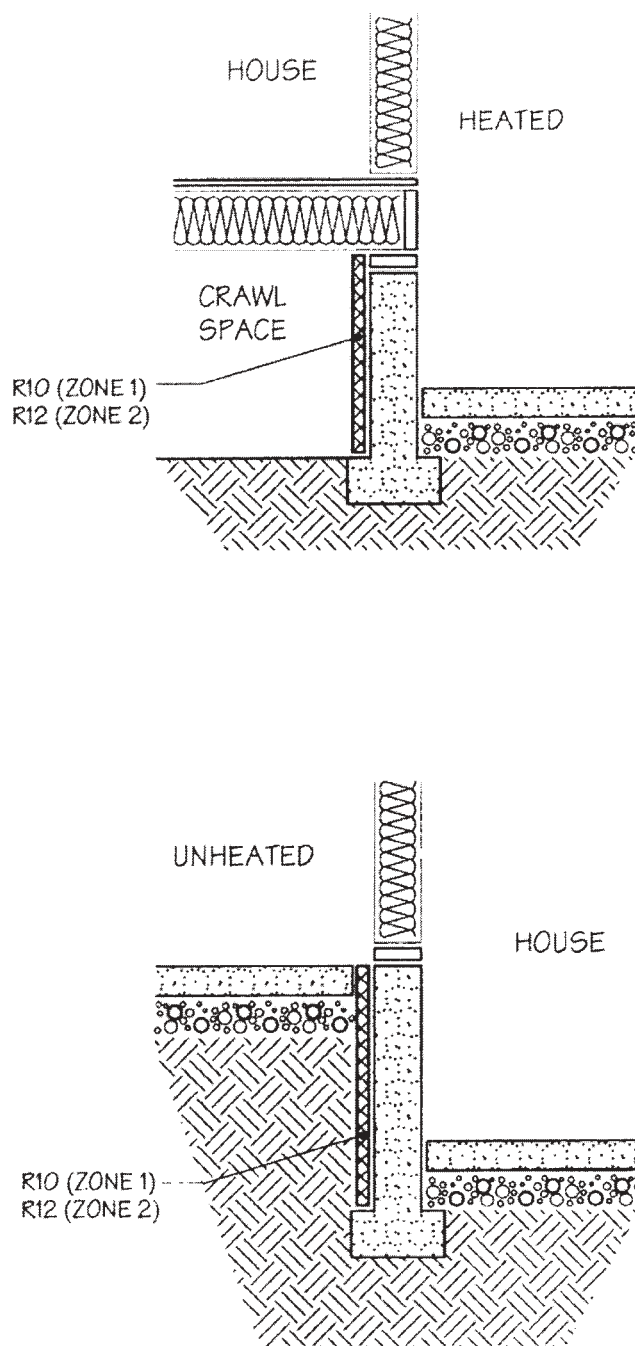 HOUSE
HEATED
CRAWL
SPACE
R10 (ZONE 1)
R12 (ZONE 2)
UNHEATED
HOUSE
R10 (ZONE 1)
R12 (ZONE 2)